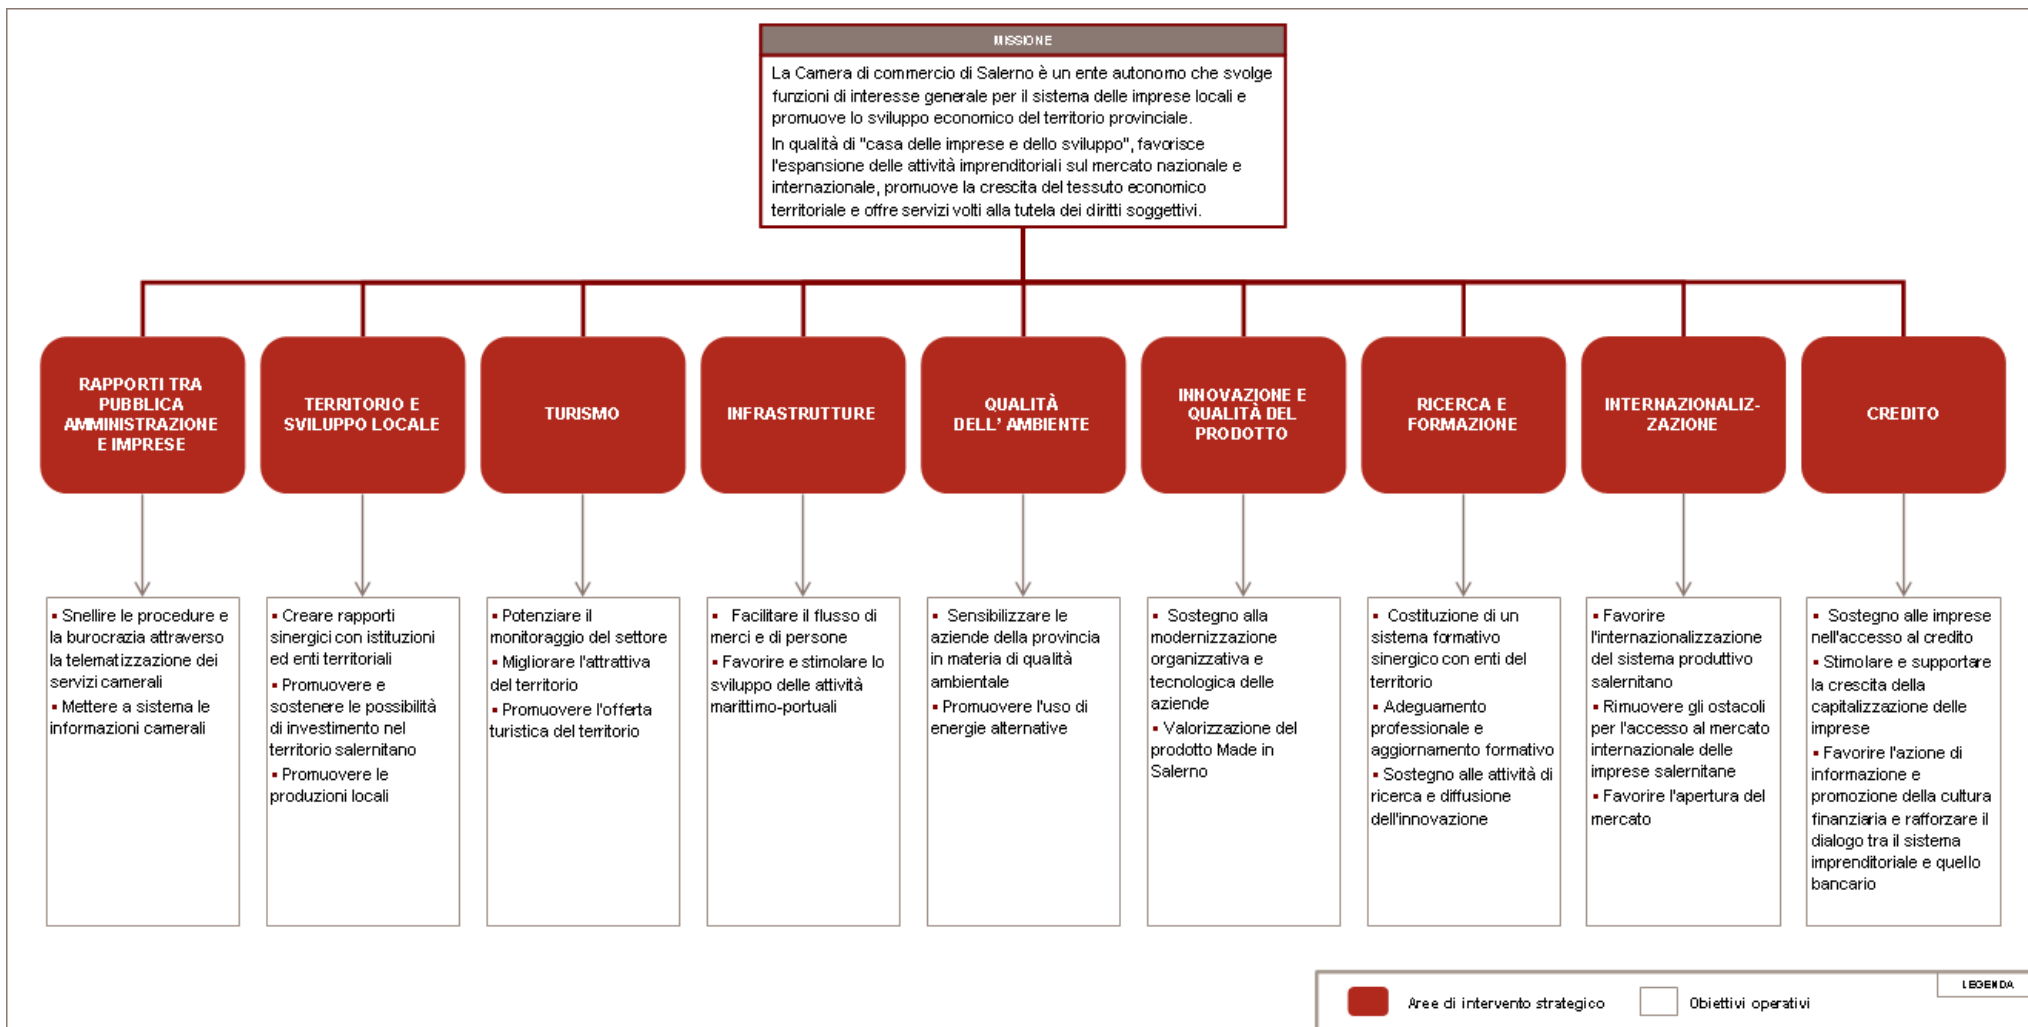 MISSIONE
La Camera di commercio di Salerno è un ente autonomo che svolge
funzioni di interesse generale per il sistema delle imprese locali e
promuove lo sviluppo economico del territorio provinciale.
In qualità di "casa delle imprese e dello sviluppo", favorisce
l'espansione delle attività imprenditoriali sul mercato nazionale e
internazionale, promuove la crescita del tessuto economico
territoriale e offre servizi volti alla tutela dei diritti soggettivi.
RAPPORTI TRA
PUBBLICA
AMMINISTRAZIONE
E IMPRESE
TERRITORIO E
SVILUPPO LOCALE
TURISMO
INFRASTRUTTURE
QUALITÀ
DELL' AMBIENTE
INNOVAZIONE E
QUALITÀ DEL
PRODOTTO
RICERCA E
FORMAZIONE
INTERNAZIONALIZ-
ZAZIONE
CREDITO
▪ Snellire le procedure e
la burocrazia attraverso
la telematizzazione dei
servizi camerali
▪ Mettere a sistema le
informazioni camerali
▪ Creare rapporti
sinergici con istituzioni
ed enti territoriali
▪ Promuovere e
sostenere le possibilità
di investimento nel
territorio salernitano
▪ Promuovere le
produzioni locali
▪ Potenziare il
monitoraggio del settore
▪ Migliorare l'attrattiva
del territorio
▪ Promuovere l'offerta
turistica del territorio
▪ Facilitare il flusso di
merci e di persone
▪ Favorire e stimolare lo
sviluppo delle attività
marittimo-portuali
▪ Sensibilizzare le
aziende della provincia
in materia di qualità
ambientale
▪ Promuovere l'uso di
energie alternative
▪ Sostegno alla
modernizzazione
organizzativa e
tecnologica delle
aziende
▪ Valorizzazione del
prodotto Made in
Salerno
▪ Costituzione di un
sistema formativo
sinergico con enti del
territorio
▪ Adeguamento
professionale e
aggiornamento formativo
▪ Sostegno alle attività di
ricerca e diffusione
dell'innovazione
▪ Favorire
l'internazionalizzazione
del sistema produttivo
salernitano
▪ Rimuovere gli ostacoli
per l'accesso al mercato
internazionale delle
imprese salernitane
▪ Favorire l'apertura del
mercato
▪ Sostegno alle imprese
nell'accesso al credito
▪ Stimolare e supportare
la crescita della
capitalizzazione delle
imprese
▪ Favorire l'azione di
informazione e
promozione della cultura
finanziaria e rafforzare il
dialogo tra il sistema
imprenditoriale e quello
bancario
LEGENDA
Aree di intervento strategico
Obiettivi operativi